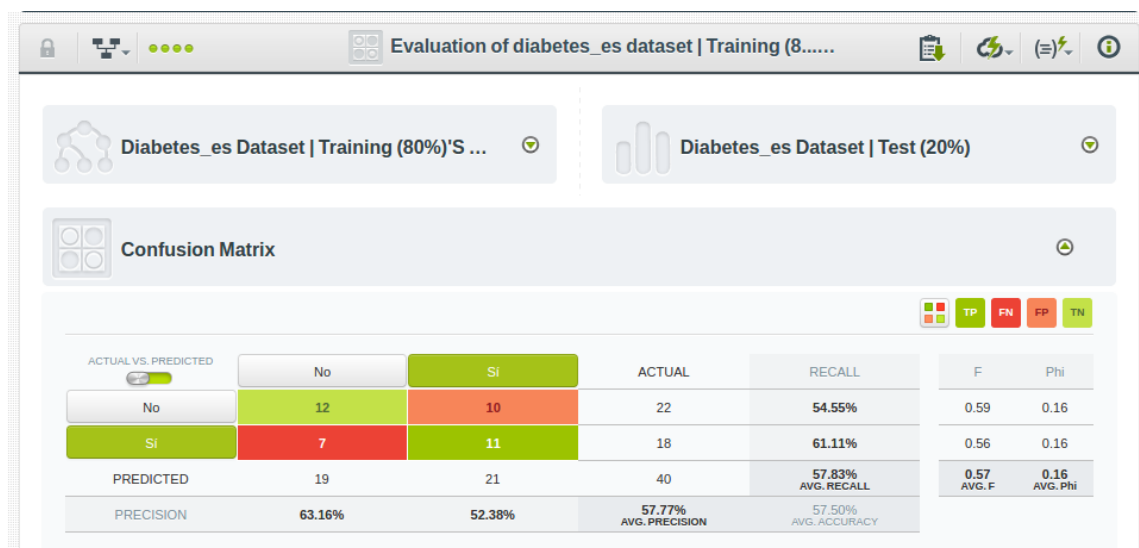 Evaluation of diabetes_es dataset | Training (8......
Diabetes_es Dataset | Training (80%)'S ...
Diabetes_es Dataset | Test (20%)
Confusion Matrix
TP FN FP TN
ACTUAL VS. PREDICTED No Sí ACTUAL RECALL F Phi
No 12 10 22 54.55% 0.59 0.16
Sí 7 11 18 61.11% 0.56 0.16
PREDICTED 19 21 40 57.83% 0.57 0.16
AVG. RECALL AVG. F AVG. Phi
PRECISION 63.16% 52.38% 57.77% 57.50%
AVG. PRECISION AVG. ACCURACY